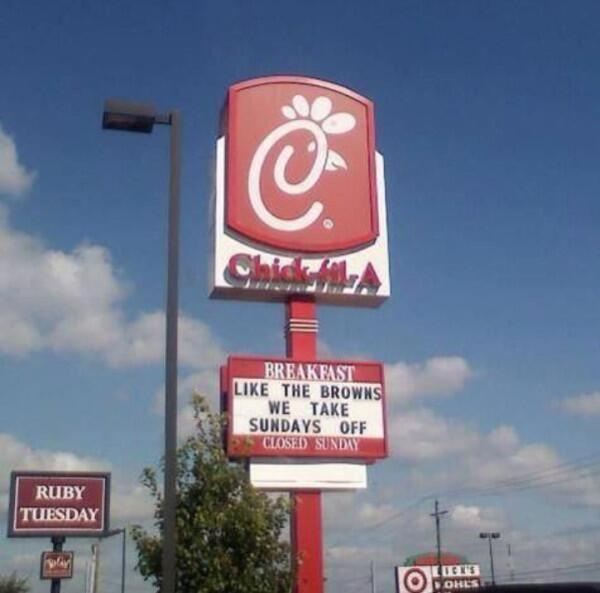 Chick-fil-A
BREAKFAST
LIKE THE BROWNS
WE TAKE
SUNDAYS OFF
CLOSED SUNDAY
RUBY
TUESDAY